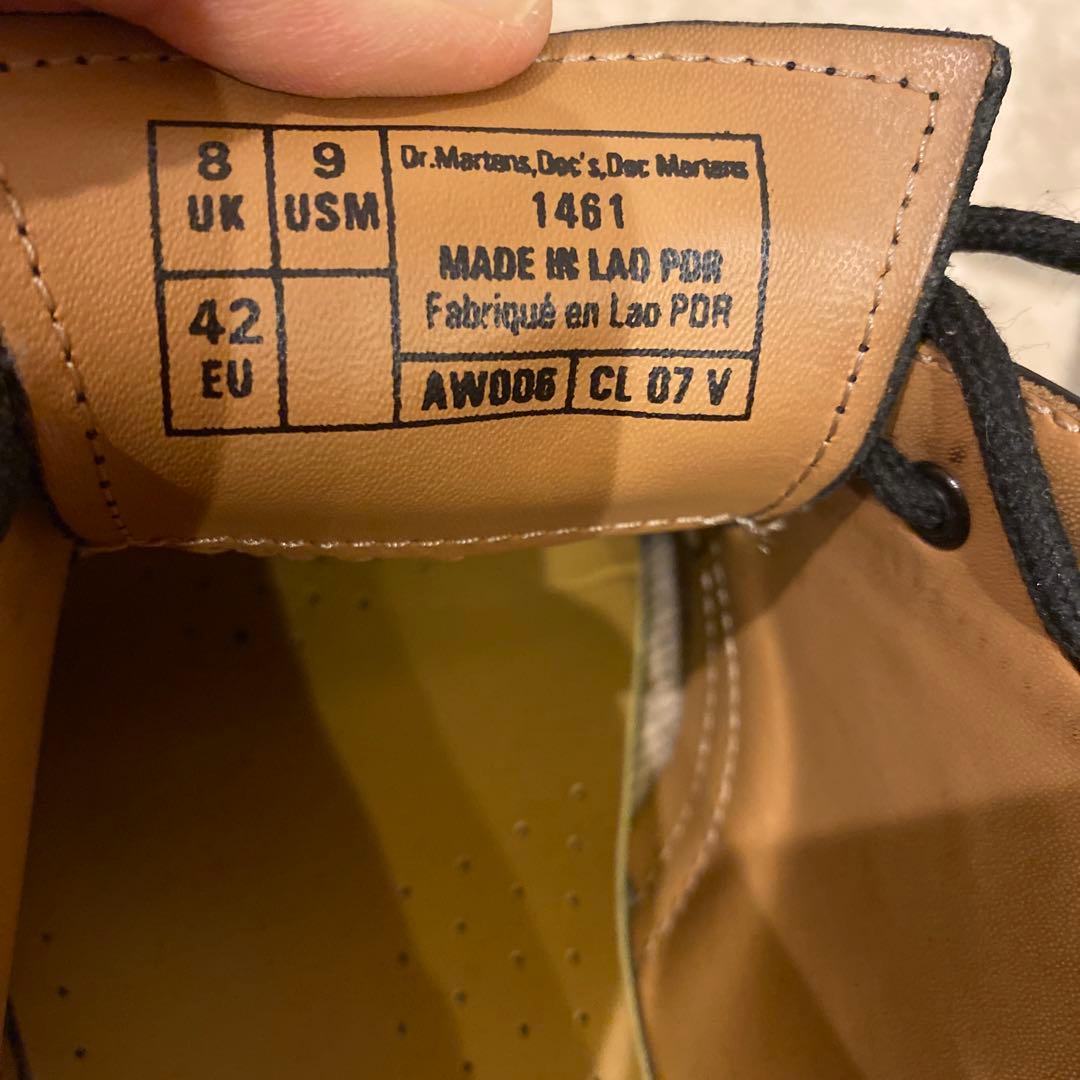 8
UK
9
USM
42
EU
Dr.Martens,Doc's,Doc Martens
1461
MADE IN LAO PDR
Fabriqué en Lao PDR
AW006
CL 07 V